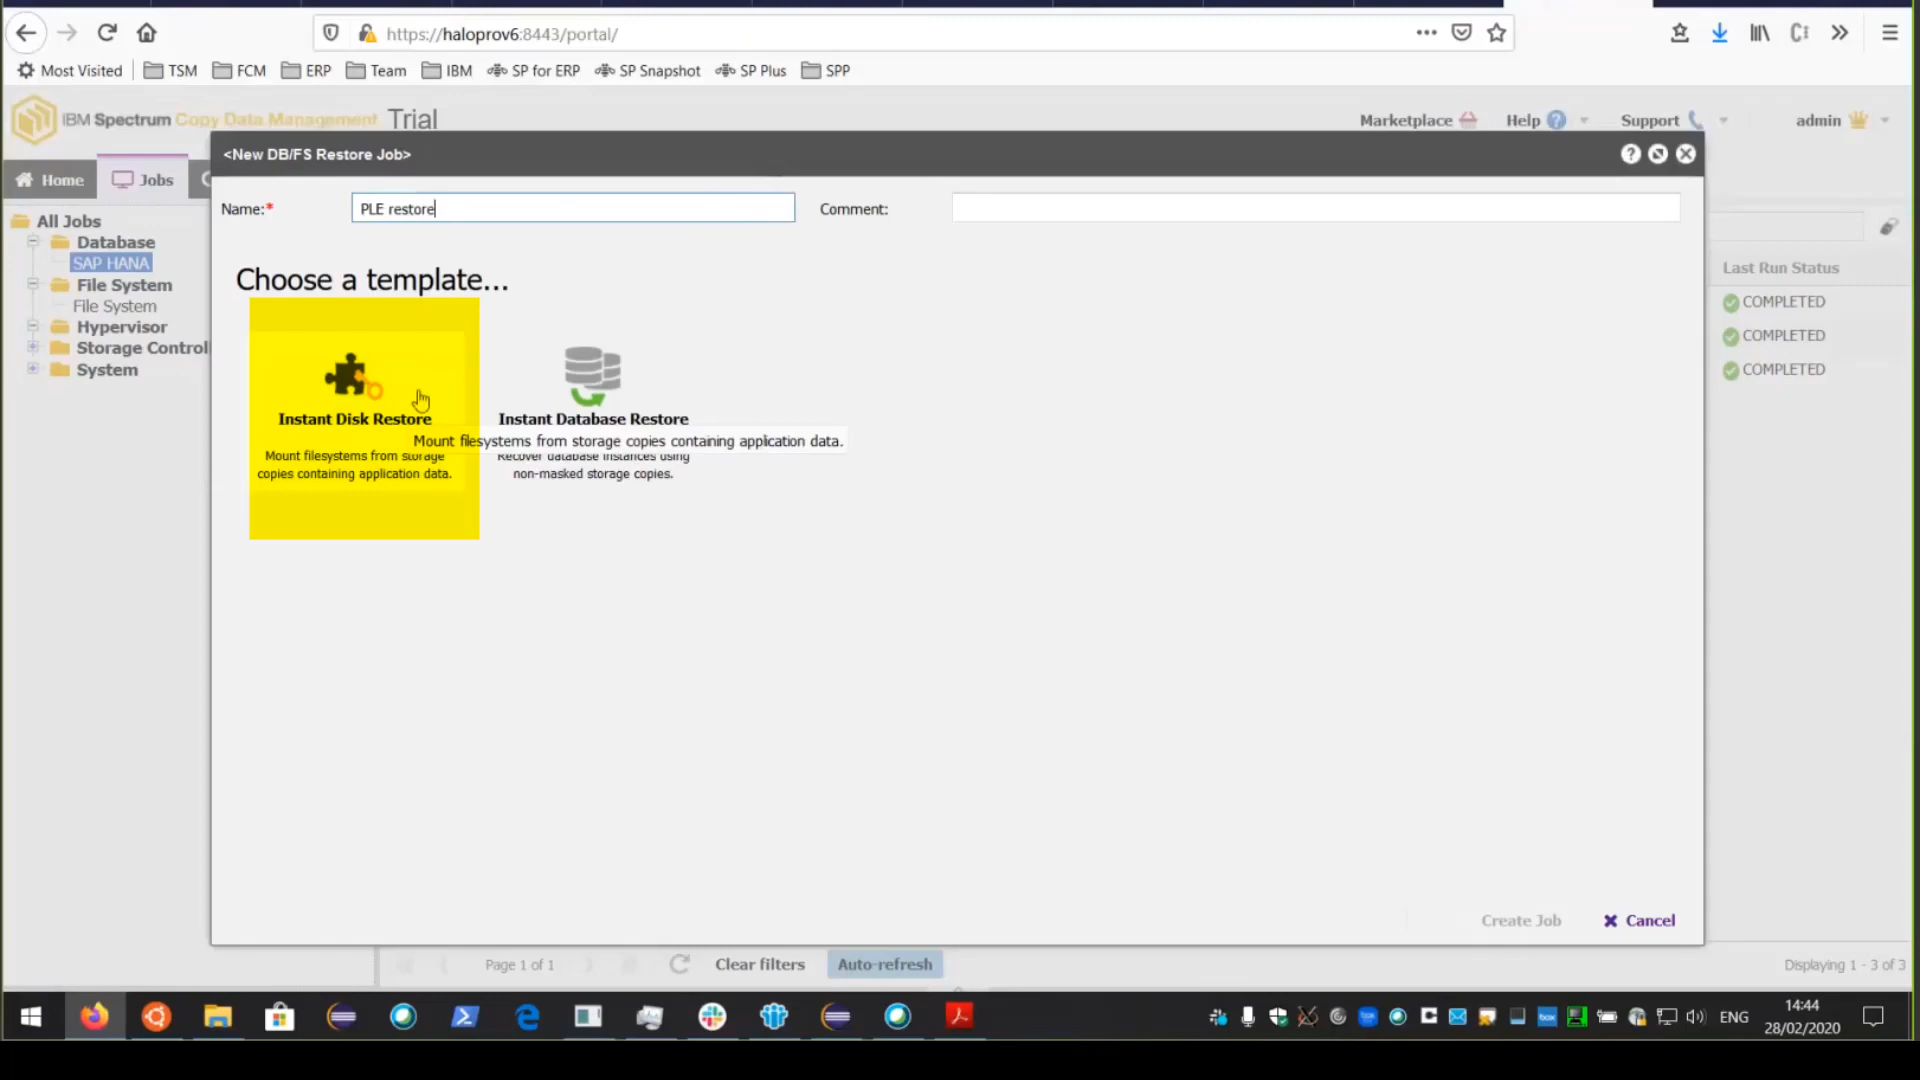 https://haloprov6:8443/portal/
Most Visited TSM FCM ERP Team IBM SP for ERP SP Snapshot SP Plus SPP
IBM Spectrum Copy Data Management Trial
Marketplace Help ? Support admin
<New DB/FS Restore Job>
?
Home Jobs
Name:* PLE restore Comment:
All Jobs
Database
SAP HANA
File System
File System
Hypervisor
Storage Control
System
Last Run Status
COMPLETED
COMPLETED
COMPLETED
Choose a template...
Instant Disk Restore
Mount filesystems from storage
copies containing application data.
Instant Database Restore
Mount filesystems from storage copies containing application data.
Recover database instances using
non-masked storage copies.
Create Job Cancel
Page 1 of 1 Clear filters Auto-refresh Displaying 1 - 3 of 3
ENG
14:44
28/02/2020